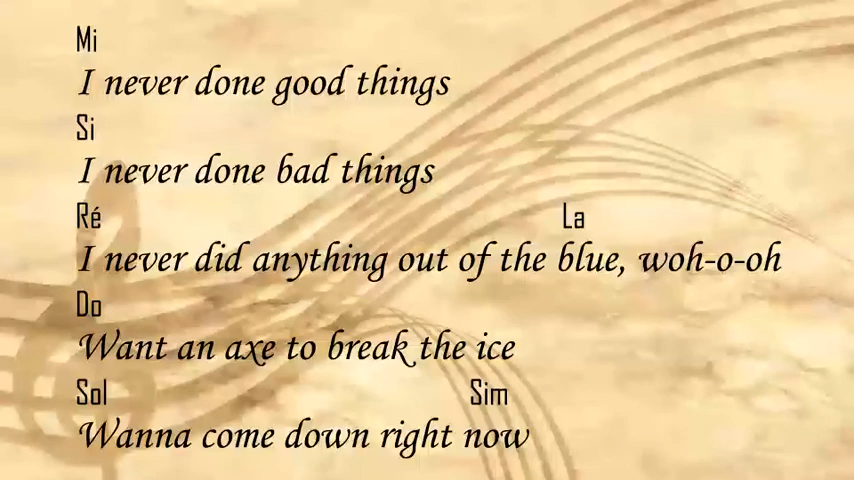 Mi
I never done good things
Si
I never done bad things
Ré La
I never did anything out of the blue, woh-o-oh
Do
Want an axe to break the ice
Sol Sim
Wanna come down right now